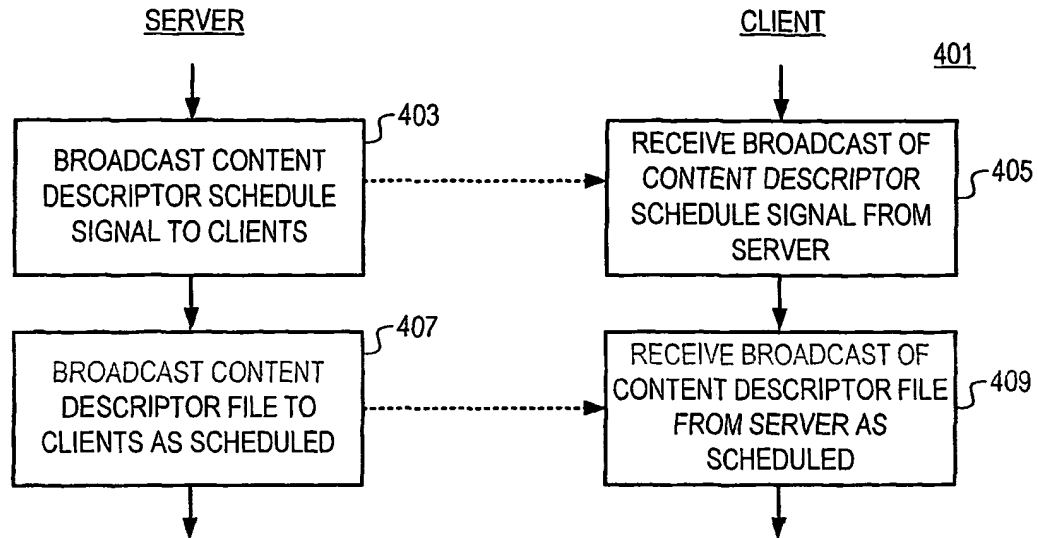 SERVER
CLIENT
401
403
BROADCAST CONTENT
DESCRIPTOR SCHEDULE
SIGNAL TO CLIENTS
RECEIVE BROADCAST OF
CONTENT DESCRIPTOR
SCHEDULE SIGNAL FROM
SERVER
405
407
BROADCAST CONTENT
DESCRIPTOR FILE TO
CLIENTS AS SCHEDULED
RECEIVE BROADCAST OF
CONTENT DESCRIPTOR FILE
FROM SERVER AS
SCHEDULED
409